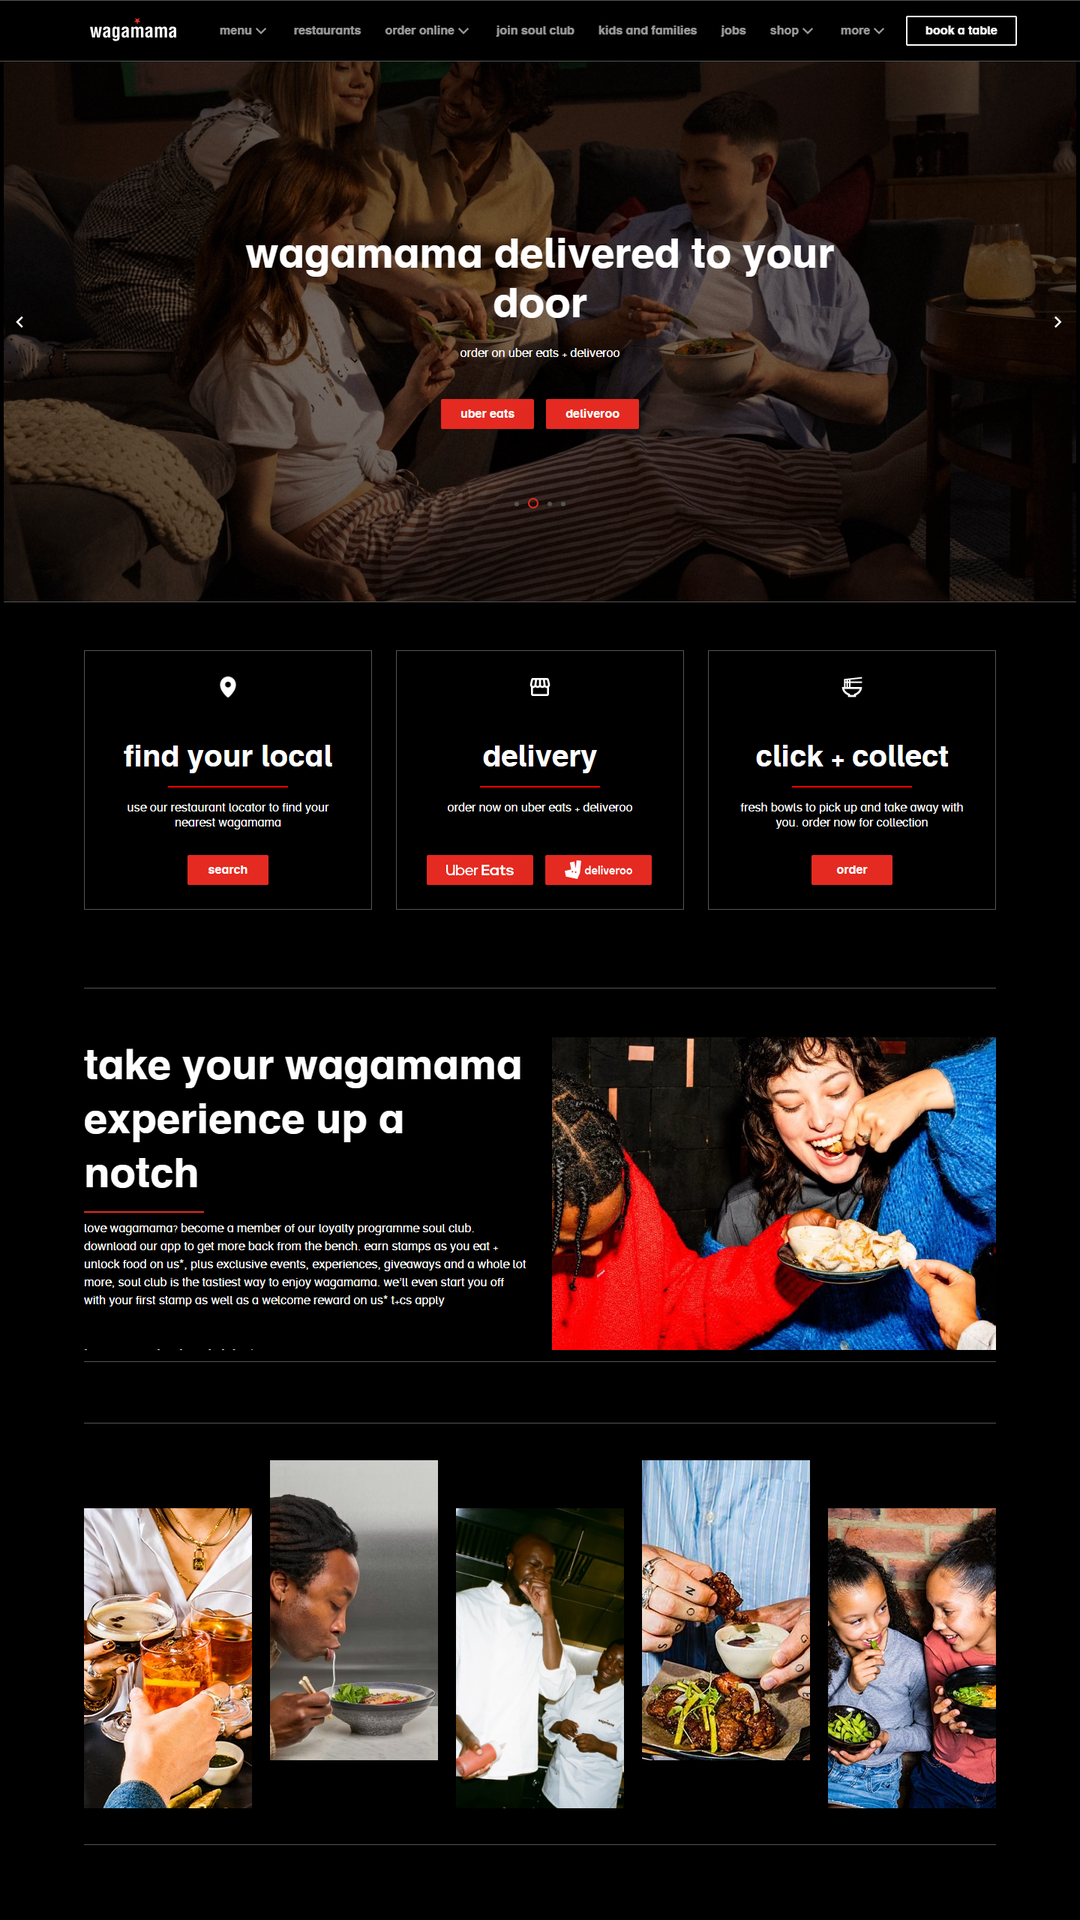 wagamama
menu
restaurants
order online
join soul club
kids and families
jobs
shop
more
book a table
wagamama delivered to your
door
order on uber eats + deliveroo
uber eats
deliveroo
find your local
use our restaurant locator to find your
nearest wagamama
search
delivery
order now on uber eats + deliveroo
Uber Eats
deliveroo
click + collect
fresh bowls to pick up and take away with
you. order now for collection
order
take your wagamama
experience up a
notch
love wagamama? become a member of our loyalty programme soul club.
download our app to get more back from the bench. earn stamps as you eat +
unlock food on us*, plus exclusive events, experiences, giveaways and a whole lot
more, soul club is the tastiest way to enjoy wagamama. we'll even start you off
with your first stamp as well as a welcome reward on us* t+cs apply